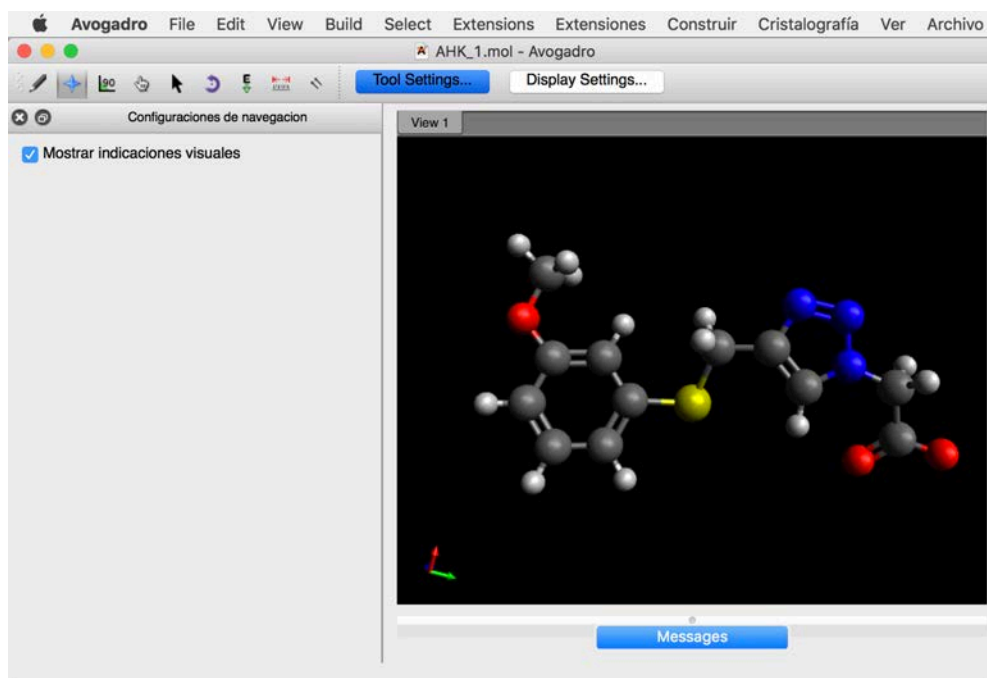 Avogadro File Edit View Build Select Extensions Extensiones Construir Cristalografía Ver Archivo
AHK_1.mol - Avogadro
90 E Tool Settings... Display Settings...
Configuraciones de navegacion
View 1
Mostrar indicaciones visuales
Messages